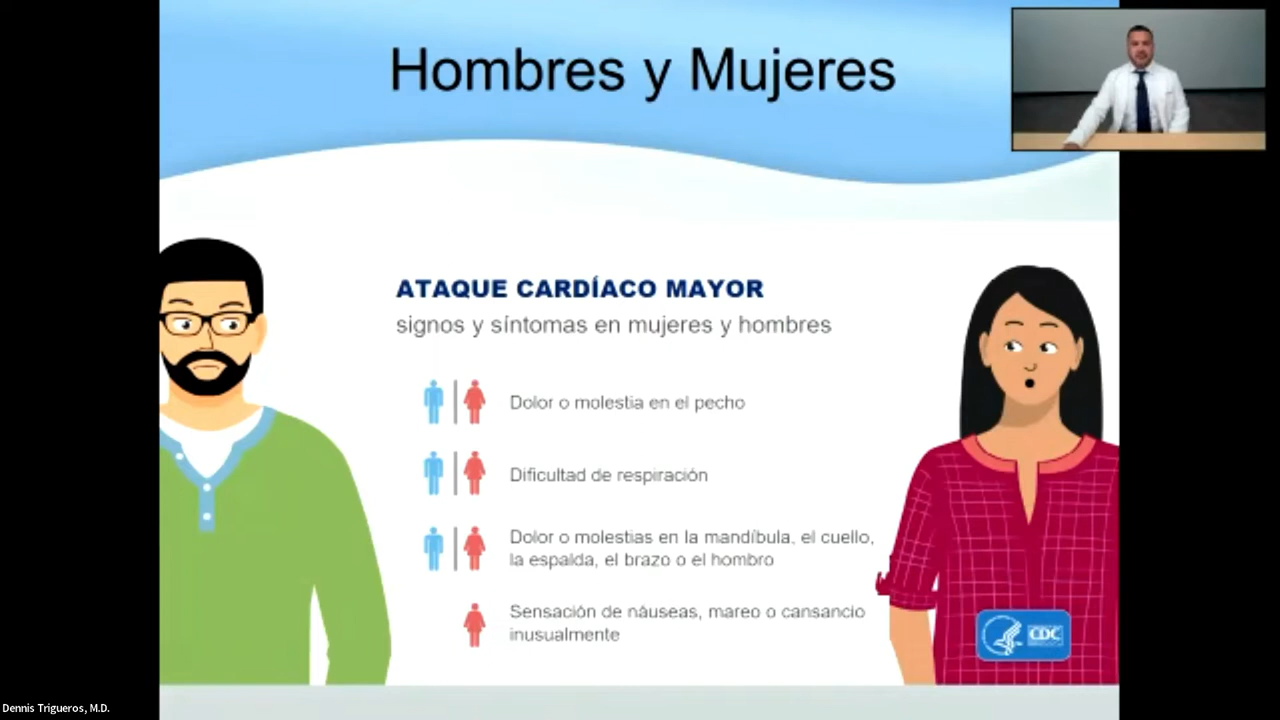 Hombres y Mujeres
ATAQUE CARDÍACO MAYOR
signos y síntomas en mujeres y hombres
Dolor o molestia en el pecho
Dificultad de respiración
Dolor o molestias en la mandíbula, el cuello,
la espalda, el brazo o el hombro
Sensación de náuseas, mareo o cansancio
inusualmente
CDC
Dennis Trigueros, M.D.